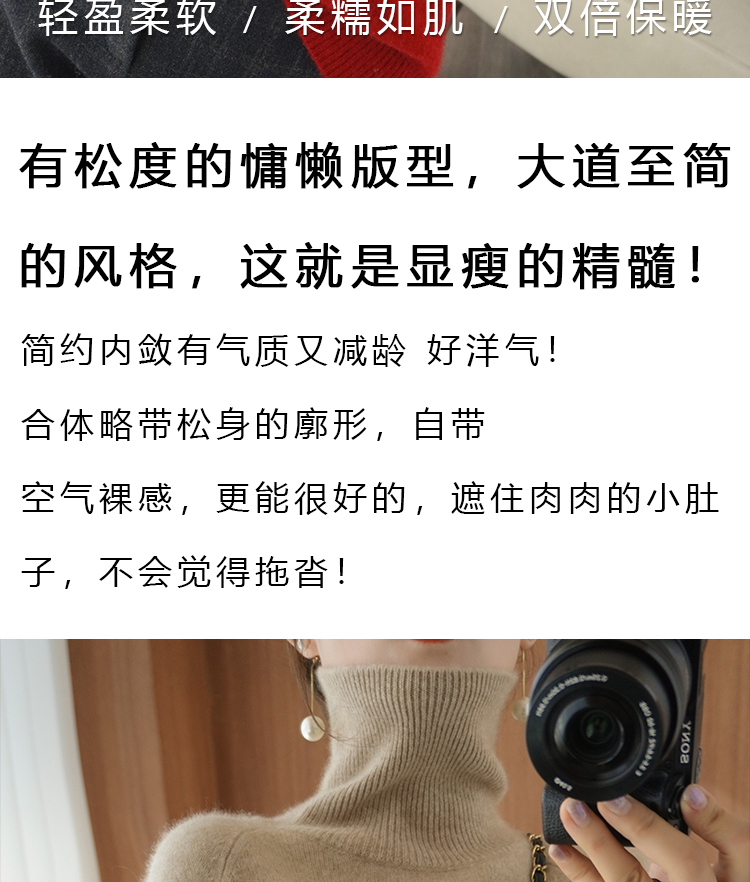 轻盈柔软 / 柔糯如肌 / 双倍保暖
有松度的慵懒版型，大道至简
的风格，这就是显瘦的精髓！
简约内敛有气质又减龄 好洋气！
合体略带松身的廓形，自带
空气裸感，更能很好的，遮住肉肉的小肚
子，不会觉得拖沓！
SONY